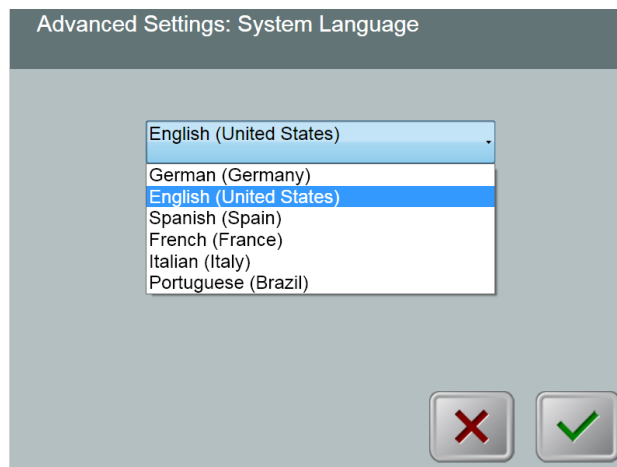 Advanced Settings: System Language
English (United States)
German (Germany)
English (United States)
Spanish (Spain)
French (France)
Italian (Italy)
Portuguese (Brazil)